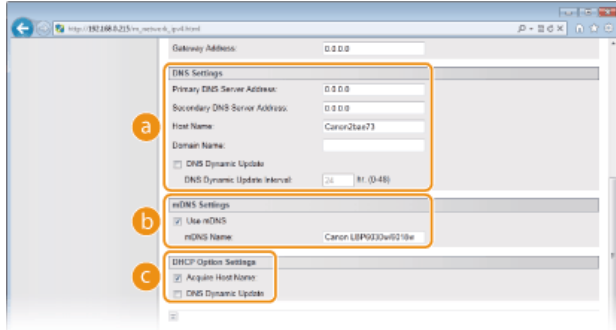 http://192.168.0.215/m_network_ipv4.html
Gateway Address: 0.0.0.0
DNS Settings
Primary DNS Server Address: 0.0.0.0
Secondary DNS Server Address: 0.0.0.0
a
Host Name: Canon2bae73
Domain Name:
DNS Dynamic Update
DNS Dynamic Update Interval: 24 hr. (0-48)
mDNS Settings
b
Use mDNS
mDNS Name: Canon LBP6030w/6018w
DHCP Option Settings
c
Acquire Host Name:
DNS Dynamic Update